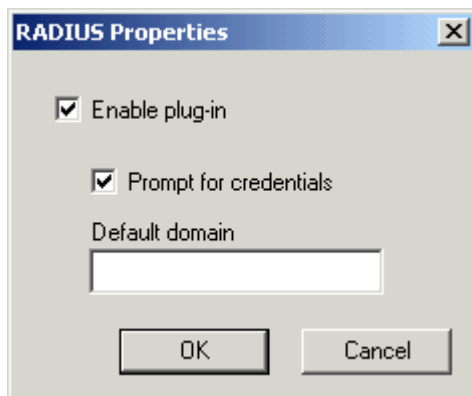 RADIUS Properties
Enable plug-in
Prompt for credentials
Default domain
OK Cancel